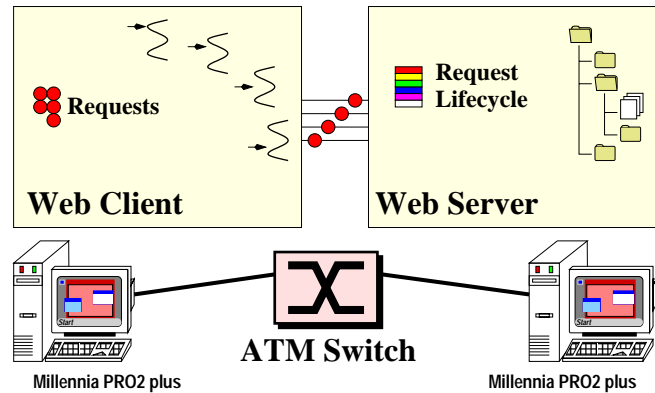 Requests
Request
Lifecycle
Web Client
Web Server
Start
Start
ATM Switch
Millennia PRO2 plus
Millennia PRO2 plus